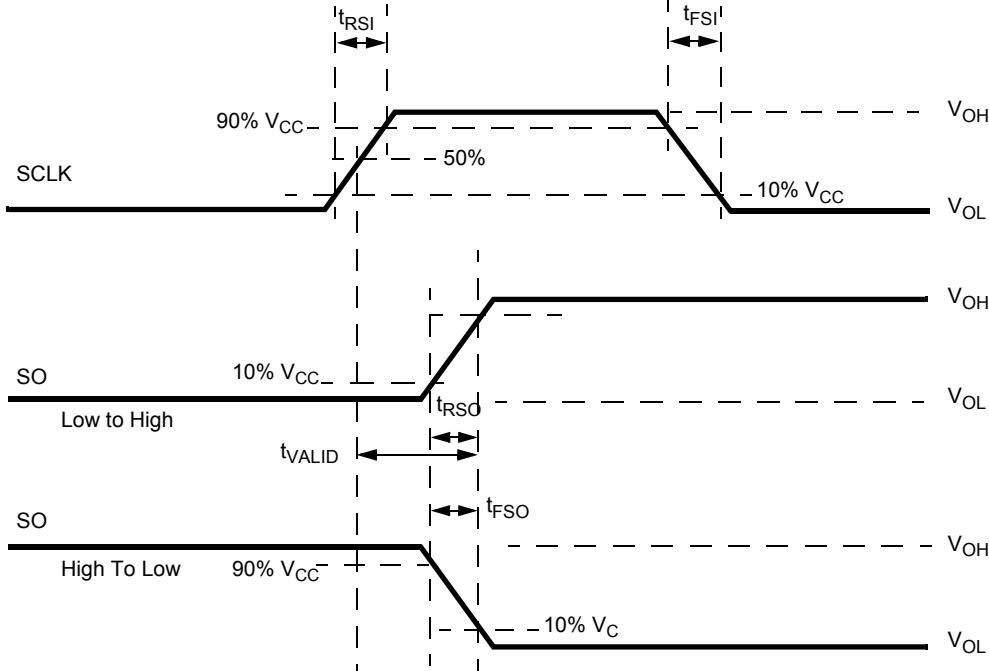 tRSI
tFSI
90% VCC
VOH
50%
SCLK
10% VCC
VOL
VOH
10% VCC
SO
VOL
tRSO
Low to High
tVALID
tFSO
SO
VOH
High To Low
90% VCC
10% VC
VOL